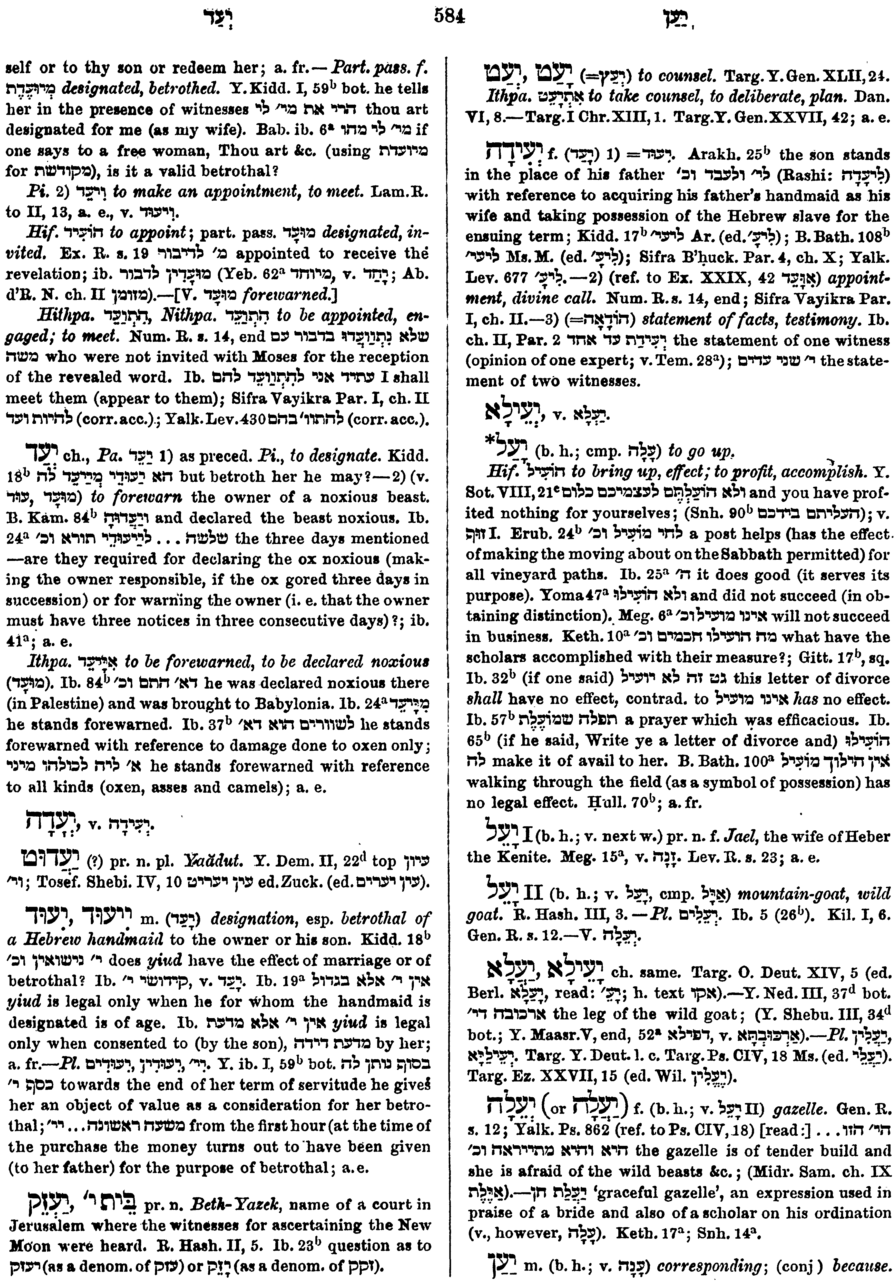 יְעַד 584 יַעַן
self or to thy son or redeem her; a. fr.— Part. pass. f.
מְיוּעֶדֶת designated, betrothed. Y.Kidd. I, 59b bot. he tells
her in the presence of witnesses הרי את מי' לי thou art
designated for me (as my wife). Bab. ib. 6a מי' לי מהו if
one says to a free woman, Thou art &c. (using מיועדת
for מקודשת), is it a valid betrothal?
Pi. 2) וִיעֵד to make an appointment, to meet. Lam. R.
to II, 13, a. e., v. וִיעוּד.
Hif. הוֹעִיד to appoint; part. pass. מוּעָד designated, in-
vited. Ex. R. s. 19 מ' לדיבור appointed to receive the
revelation; ib. מוּעָדִין לדבור (Yeb. 62a מיוחד, v. יָחַד; Ab.
d'R. N. ch. II מזומן).—[V. מוּעָד forewarned.]
Hithpa. הִתְוַעֵד, Nithpa. נִתְוַעֵד to be appointed, en-
gaged; to meet. Num. R. s. 14, end שלא נִתְוַועֲדוּ בדבור עם
משה who were not invited with Moses for the reception
of the revealed word. Ib. עתיד אני לְהִתְוַועֵד להם I shall
meet them (appear to them); Sifra Vayikra Par. I, ch. II
להיות ועד (corr. acc.); Yalk. Lev. 430 להתוו' בהם (corr. acc.).
יְעַד ch., Pa. יַעֵד 1) as preced. Pi., to designate. Kidd.
18b הא יעודי מְיַיעֵד לה but betroth her he may?—2) (v.
מוּעָד, עוּד) to forewarn the owner of a noxious beast.
B. Kam. 84b וְיַעֲדוּהּ and declared the beast noxious. Ib.
24a שלשה ... לְיַיעוּדֵי תורא וכ' the three days mentioned
—are they required for declaring the ox noxious (mak-
ing the owner responsible, if the ox gored three days in
succession) or for warning the owner (i. e. that the owner
must have three notices in three consecutive days)?; ib.
41a; a. e.
Ithpa. אִיַּיעַד to be forewarned, to be declared noxious
(מוּעָד). Ib. 84b דא' התם וכ' he was declared noxious there
(in Palestine) and was brought to Babylonia. Ib. 24a מִיַּיעַד
he stands forewarned. Ib. 37b לשוורים הוא דא' he stands
forewarned with reference to damage done to oxen only;
א' ליה לכולהו מיני he stands forewarned with reference
to all kinds (oxen, asses and camels); a. e.
יְעָדָה, v. יְעִידָה.
יַעֲדוּט (?) pr. n. pl. Yaădut. Y. Dem. II, 22d top עיון
וי'; Tosef. Shebi. IV, 10 עיון יעדיט ed. Zuck. (ed. עין יעדים).
יִיעוּד, יִעוּד m. (יָעַד) designation, esp. betrothal of
a Hebrew handmaid to the owner or his son. Kidd. 18b
י' נישואין וכ' does yiud have the effect of marriage or of
betrothal? Ib. י' קידושי, v. יָעַד. Ib. 19a אין י' אלא בגדול
yiud is legal only when he for whom the handmaid is
designated is of age. Ib. אין י' אלא מדעת yiud is legal
only when consented to (by the son), מדעת דידה by her;
a. fr.—Pl. יִעוּדִים, יִעוּדִין, יִי'. Y. ib. I, 59b bot. בסוף נותן לה
כסף י' towards the end of her term of servitude he gives
her an object of value as a consideration for her betro-
thal; משעה ראשונה ... יי' from the first hour (at the time of
the purchase the money turns out to have been given
(to her father) for the purpose of betrothal; a. e.
בֵּית י', יַעְזֵק pr. n. Beth-Yazek, name of a court in
Jerusalem where the witnesses for ascertaining the New
Moon were heard. R. Hash. II, 5. Ib. 23b question as to
יעזק (as a denom. of עזק) or יַזֵק (as a denom. of זקק).
יְעַט, יָעֵט (=יָעַץ) to counsel. Targ. Y. Gen. XLII, 24.
Ithpa. אִתְיָעַט to take counsel, to deliberate, plan. Dan.
VI, 8.—Targ. I Chr. XIII, 1. Targ. Y. Gen. XXVII, 42; a. e.
יְעִידָה f. (יָעַד) 1) = יִעוּד. Arakh. 25b the son stands
in the place of his father לי' ולעבד וכ' (Rashi: לִיעָדָה)
with reference to acquiring his father's handmaid as his
wife and taking possession of the Hebrew slave for the
ensuing term; Kidd. 17b ליעי' Ar. (ed. לְיָע'); B. Bath. 108b
ליעי' Ms. M. (ed. לְיָע'); Sifra B'huck. Par. 4, ch. X; Yalk.
Lev. 677 לְיָע'.—2) (ref. to Ex. XXIX, 42 אִוָּעֵד) appoint-
ment, divine call. Num. R. s. 14, end; Sifra Vayikra Par.
I, ch. II.—3) (=הוֹדָאָה) statement of facts, testimony. Ib.
ch. II, Par. 2 יְעִידַת עד אחד the statement of one witness
(opinion of one expert; v. Tem. 28a); י' שני עדים the state-
ment of two witnesses.
יְעִילָא, v. יַעְלָא.
*יָעַל (b. h.; cmp. עָלָה) to go up.
Hif. הוֹעִיל to bring up, effect; to profit, accomplish. Y.
Sot. VIII, 21c ולא הוֹעַלְתֶּם לעצמיכם כלום and you have prof-
ited nothing for yourselves; (Snh. 90b העליתם בידכם); v.
זוּף I. Erub. 24b לחי מוֹעִיל וכ' a post helps (has the effect
of making the moving about on the Sabbath permitted) for
all vineyard paths. Ib. 25a ה' it does good (it serves its
purpose). Yoma 47a ולא הוֹעִילוּ and did not succeed (in ob-
taining distinction). Meg. 6a אינו מועיל וכ' will not succeed
in business. Keth. 10a מה הועילו חכמים וכ' what have the
scholars accomplished with their measure?; Gitt. 17b, sq.
Ib. 32b (if one said) גט זה לא יועיל this letter of divorce
shall have no effect, contrad. to אינו מועיל has no effect.
Ib. 57b תפלה שמוֹעֶלֶת a prayer which was efficacious. Ib.
65b (if he said, Write ye a letter of divorce and) הוֹעִילוּ
לה make it of avail to her. B. Bath. 100a אין הילוך מועיל
walking through the field (as a symbol of possession) has
no legal effect. Ḥull. 70b; a. fr.
יָעֵל I (b. h.; v. next w.) pr. n. f. Jael, the wife of Heber
the Kenite. Meg. 15a, v. זָנָה. Lev. R. s. 23; a. e.
יָעֵל II (b. h.; v. יָעַל, cmp. אַיָּל) mountain-goat, wild
goat. R. Hash. III, 3.—Pl. יְעֵלִים. Ib. 5 (26b). Kil. I, 6.
Gen. R. s. 12.—V. יְעֵלָה.
יָעֵילָא, יַעֲלָא ch. same. Targ. O. Deut. XIV, 5 (ed.
Berl. יָעֲלָא, read: יַעְ'; h. text אקו).—Y. Ned. III, 37d bot.
ארכובה די' the leg of the wild goat; (Y. Shebu. III, 34d
bot.; Y. Maasr. V, end, 52a דפילא, v. אַרְכּוּבְתָא).—Pl. יַעֲלִין,
יְעֵילַיָּא. Targ. Y. Deut. l. c. Targ. Ps. CIV, 18 Ms. (ed. יַעֲלֵי).
Targ. Ez. XXVII, 15 (ed. Wil. יְעֵלִין).
יְעֵלָה (or יַעֲלָה) f. (b. h.; v. יָעֵל II) gazelle. Gen. R.
s. 12; Yalk. Ps. 862 (ref. to Ps. CIV, 18) [read:] ... הי' הזו
היא והיא מתייראה וכ' the gazelle is of tender build and
she is afraid of the wild beasts &c.; (Midr. Sam. ch. IX
אַיֶּלֶת).—יַעֲלַת חן 'graceful gazelle', an expression used in
praise of a bride and also of a scholar on his ordination
(v., however, עָלָה). Keth. 17a; Snh. 14a.
יַעַן m. (b. h.; v. עָנָה) corresponding; (conj) because.